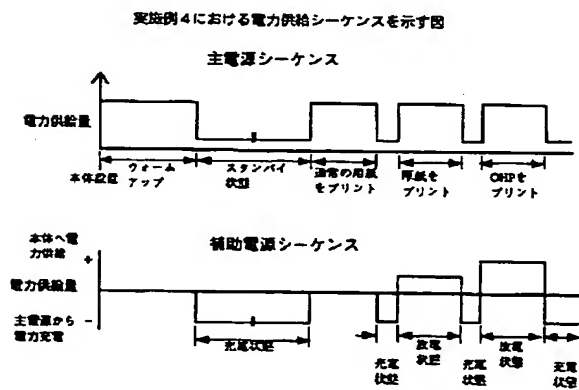 実施例４における電力供給シーケンスを示す図
主電源シーケンス
電力供給量
本体設置
ウォーム
アップ
スタンバイ
状態
通常の用紙
をプリント
厚紙を
プリント
OHPを
プリント
補助電源シーケンス
本体へ電
力供給
+
電力供給量
主電源から
電力充電
-
充電状態
充電
状態
放電
状態
充電
状態
放電
状態
充電
状態